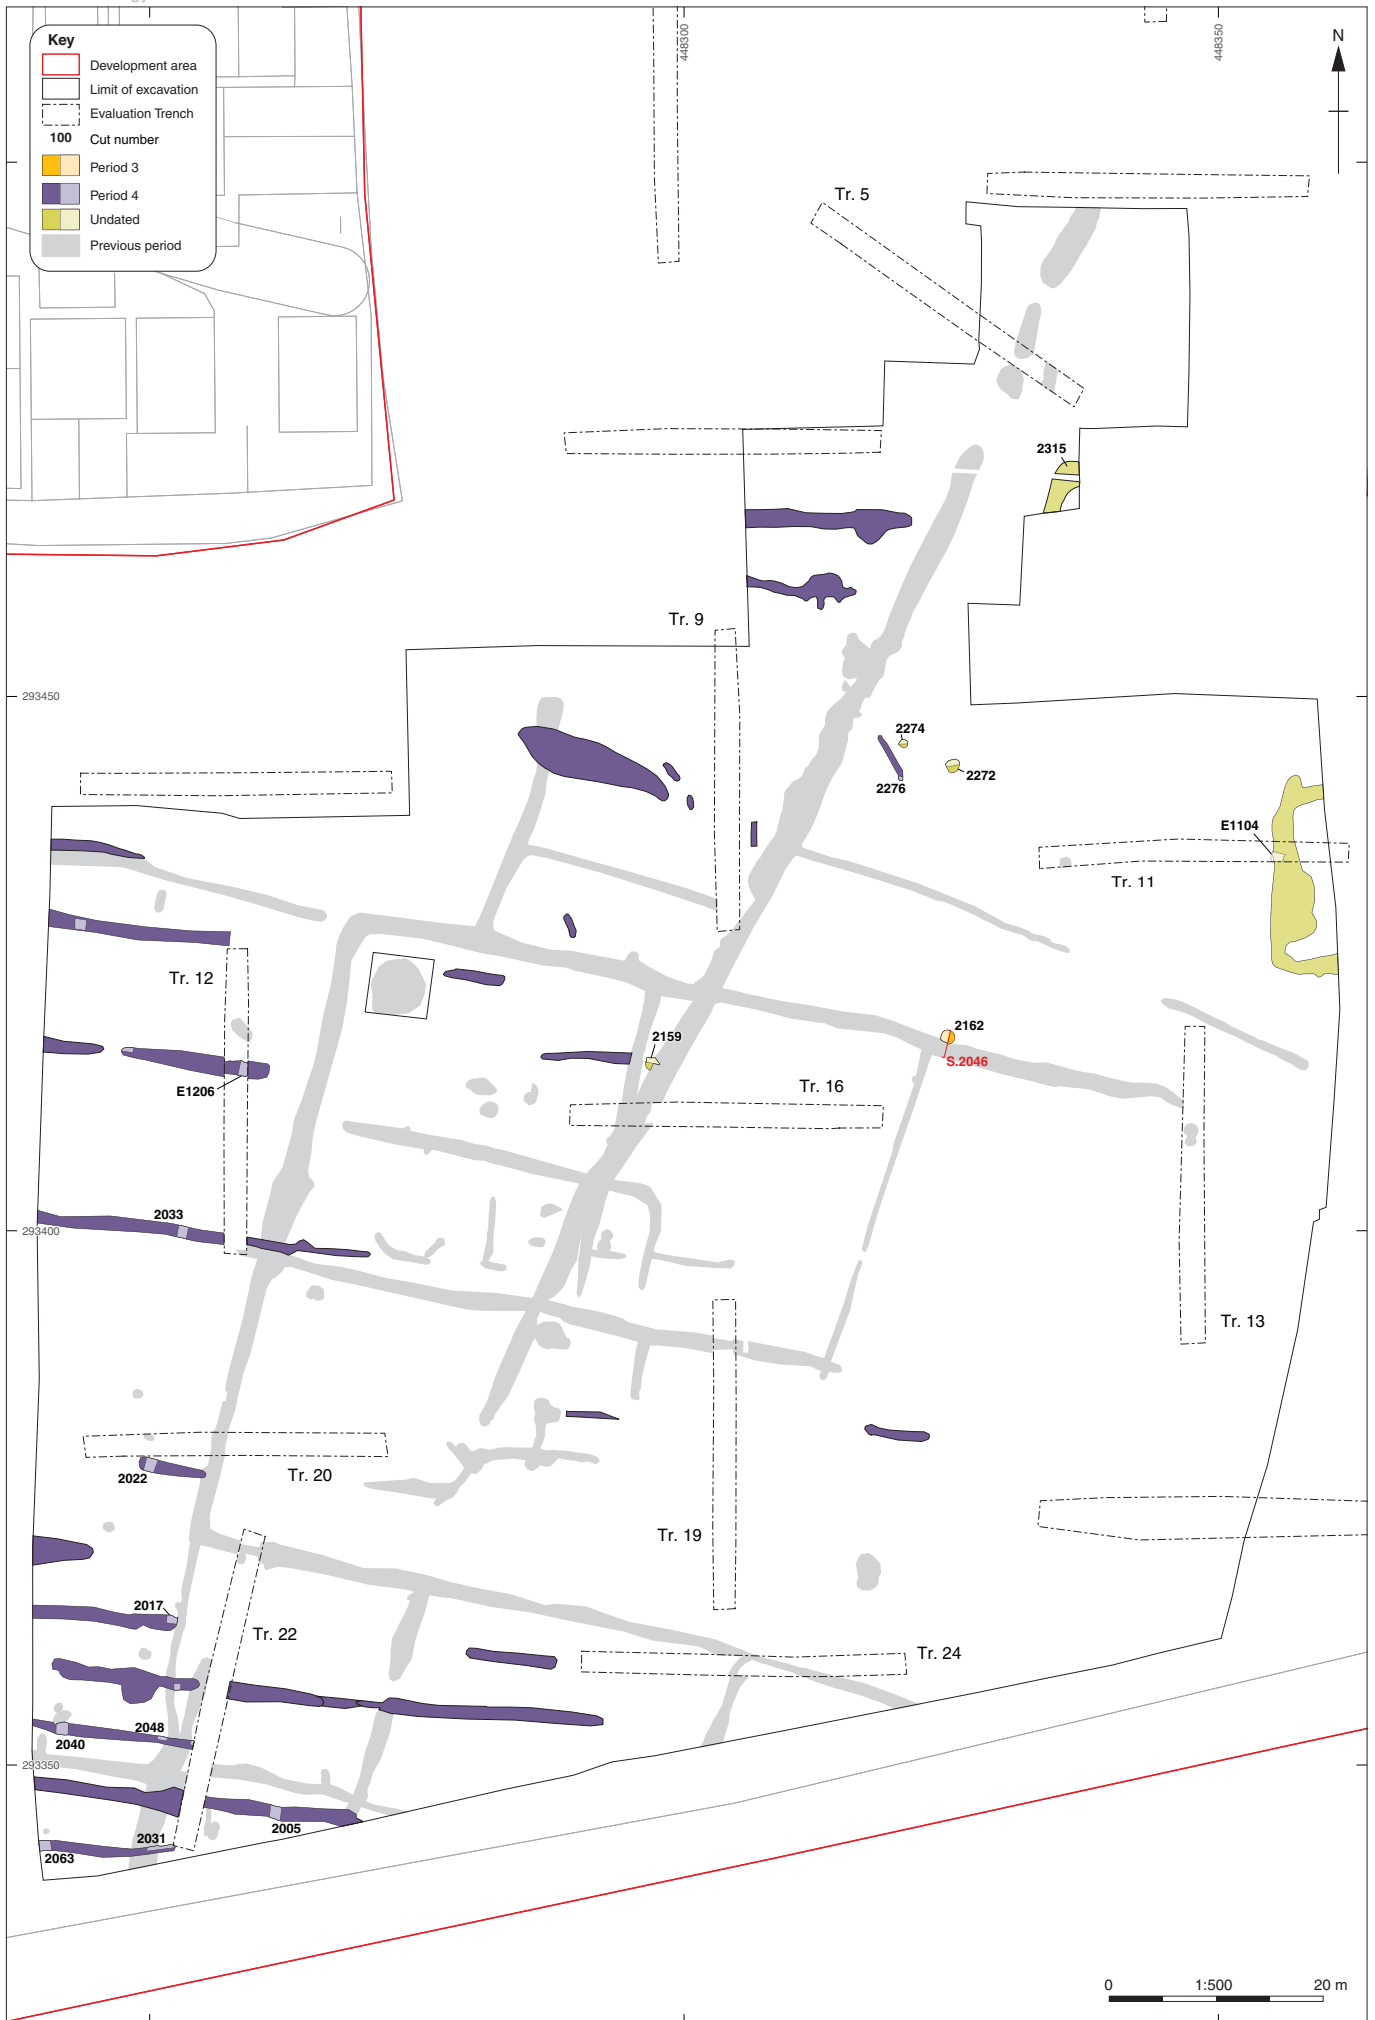 Key
Development area
Limit of excavation
Evaluation Trench
100 Cut number
Period 3
Period 4
Undated
Previous period
448300
448350
N
Tr. 5
2315
Tr. 9
293450
2274
2272
2276
E1104
Tr. 11
Tr. 12
2159
2162
S.2046
E1206
Tr. 16
2033
293400
Tr. 13
Tr. 20
2022
Tr. 19
2017
Tr. 22
Tr. 24
2048
2040
293350
2005
2031
2063
0 1:500 20 m